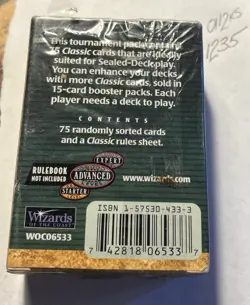 This tournament pack
75 Classic cards that are ideally
suited for Sealed-Deck play.
You can enhance your decks
with more Classic cards, sold in
15-card booster packs. Each
player needs a deck to play.
CONTENTS
75 randomly sorted cards
and a Classic rules sheet.
RULEBOOK
NOT INCLUDED
EXPERT
ADVANCED
LEVEL
STARTER
www.wizards.com
Wizards
OF THE COAST
WOC06533
ISBN 1-57530-433-3
7 42818 06533 7
1235